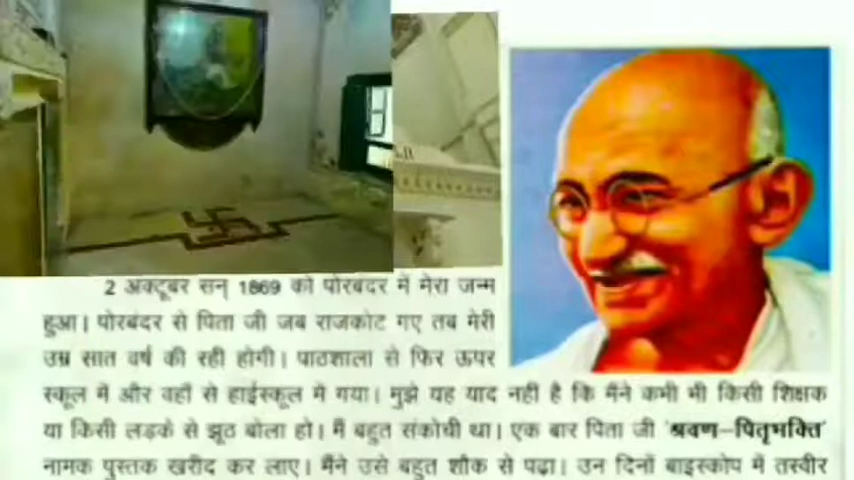 2 अक्टूबर सन् 1869 को पोरबंदर में मेरा जन्म
हुआ। पोरबंदर से पिता जी जब राजकोट गए तब मेरी
उम्र सात वर्ष की रही होगी। पाठशाला से फिर ऊपर
स्कूल में और वहाँ से हाईस्कूल में गया। मुझे यह याद नहीं है कि मैंने कभी भी किसी शिक्षक
या किसी लड़के से झूठ बोला हो। मैं बहुत संकोची था। एक बार पिता जी 'श्रवण–पितृभक्ति'
नामक पुस्तक खरीद कर लाए। मैंने उसे बहुत शौक से पढ़ा। उन दिनों बाइस्कोप में तस्वीर